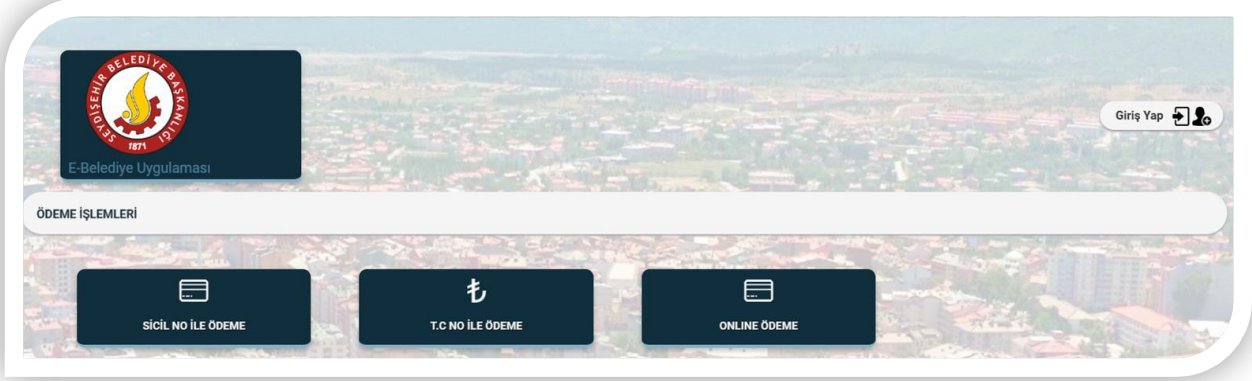 SEYDİŞEHİR BELEDİYE BAŞKANLIĞI
1871
E-Belediye Uygulaması
Giriş Yap
ÖDEME İŞLEMLERİ
SİCİL NO İLE ÖDEME
T.C NO İLE ÖDEME
ONLINE ÖDEME